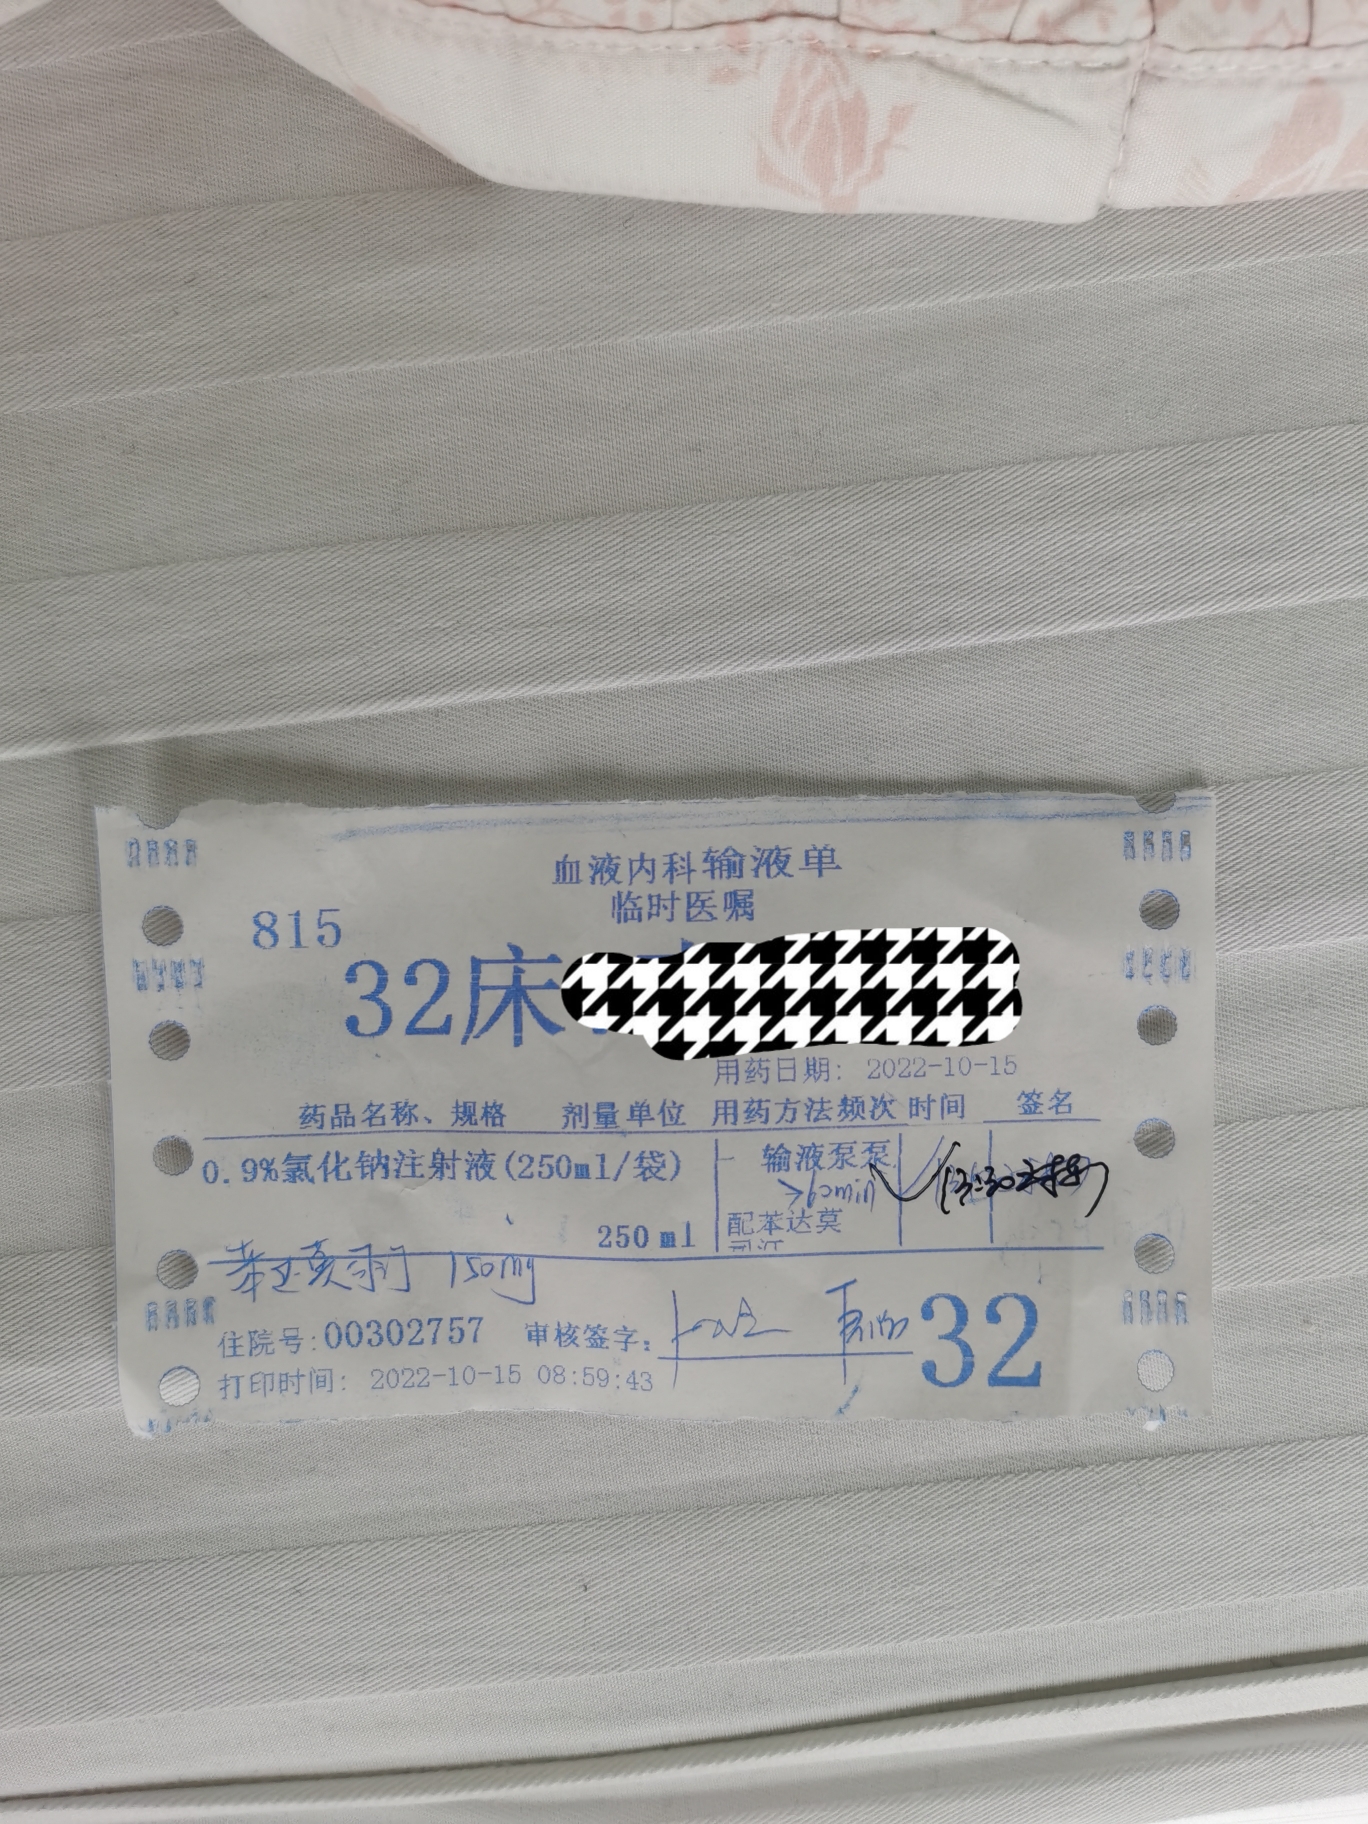 血液内科输液单
临时医嘱
815
32床
用药日期: 2022-10-15
药品名称、规格 剂量单位 用药方法频次 时间 签名
0.9%氯化钠注射液(250ml/袋) 输液泵泵
≥60min 13:30
250ml 配苯达莫
苯达莫司汀 150mg
住院号:00302757 审核签字: 32
打印时间: 2022-10-15 08:59:43